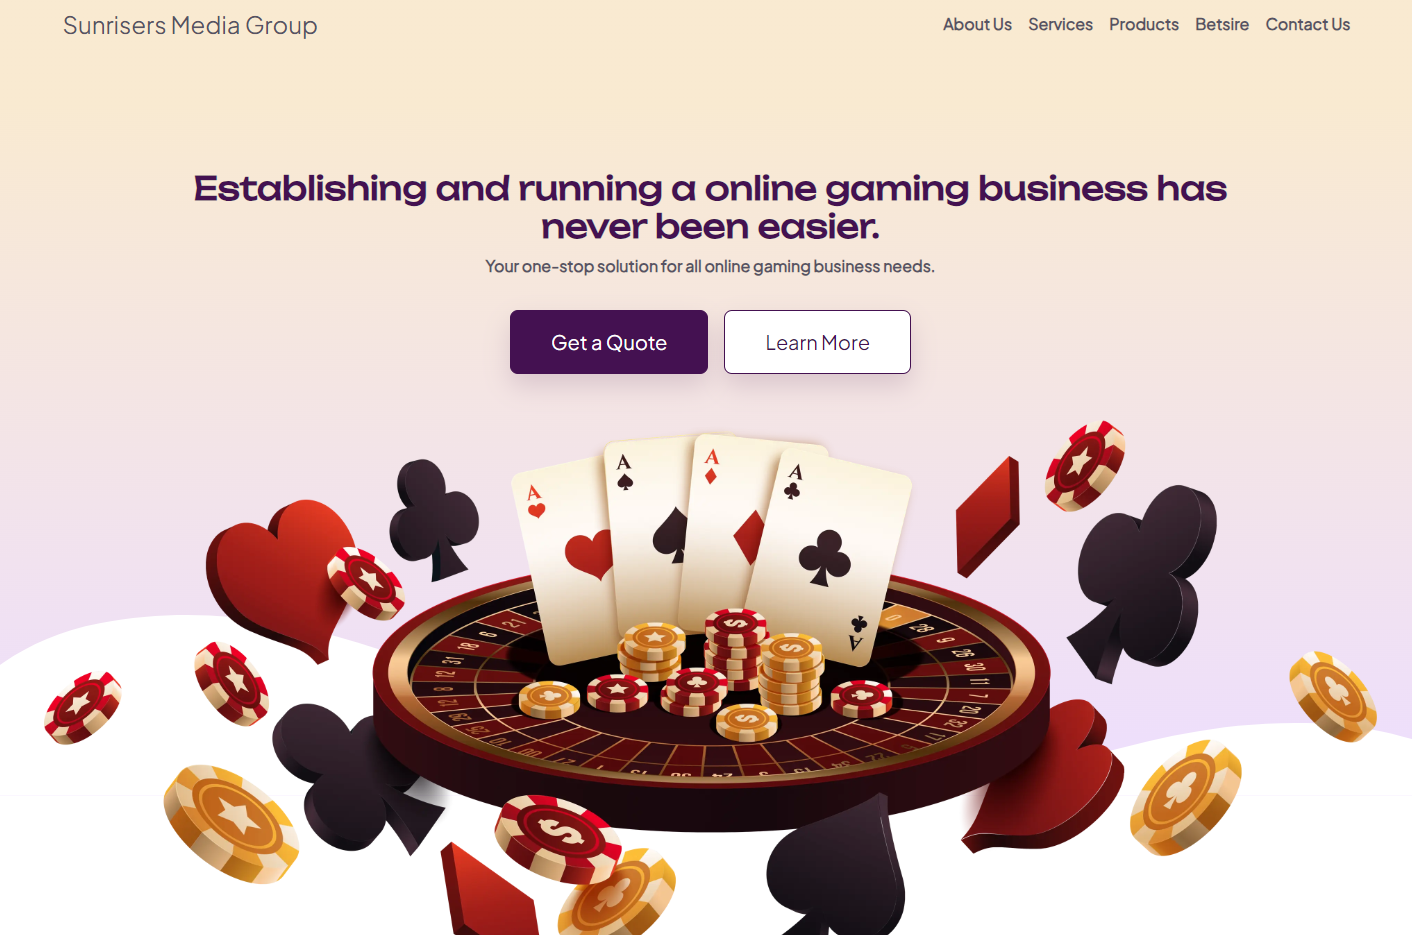 Sunrisers Media Group
About Us Services Products Betsire Contact Us
Establishing and running a online gaming business has
never been easier.
Your one-stop solution for all online gaming business needs.
Get a Quote Learn More
A A A A
A